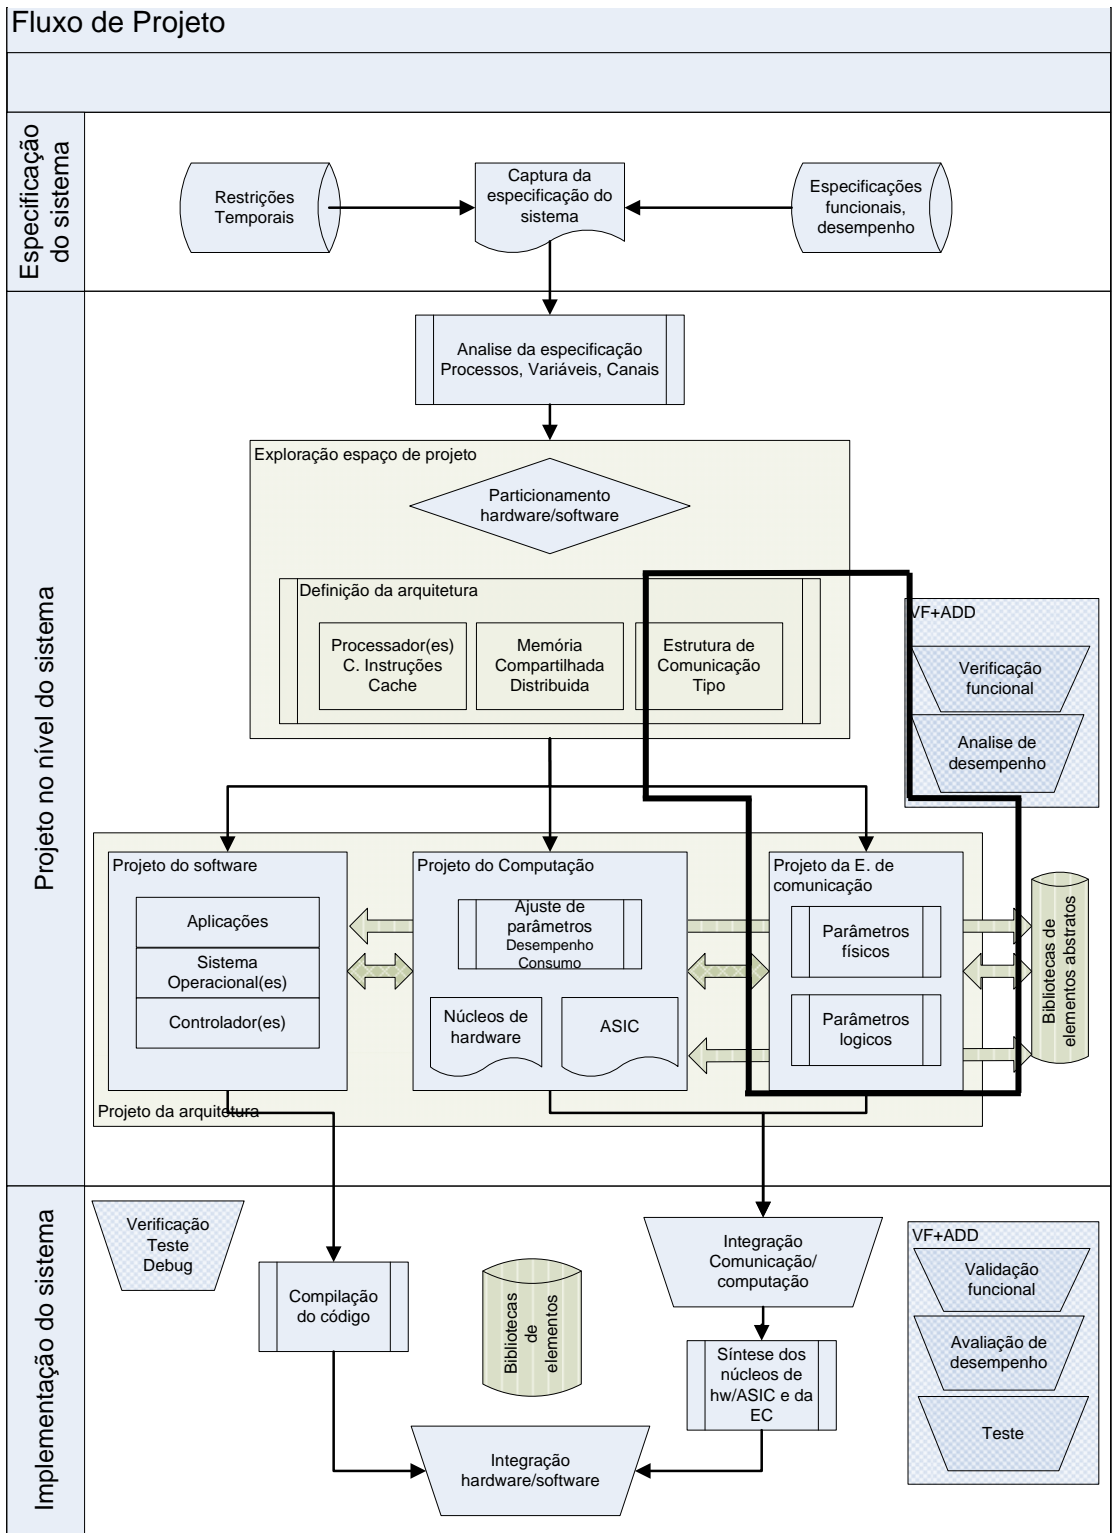 Fluxo de Projeto
Especificação
do sistema
Restrições
Temporais
Captura da
especificação do
sistema
Especificações
funcionais,
desempenho
Projeto no nível do sistema
Analise da especificação
Processos, Variáveis, Canais
Exploração espaço de projeto
Particionamento
hardware/software
Definição da arquitetura
Processador(es)
C. Instruções
Cache
Memória
Compartilhada
Distribuida
Estrutura de
Comunicação
Tipo
VF+ADD
Verificação
funcional
Analise de
desempenho
Projeto do software
Aplicações
Sistema
Operacional(es)
Controlador(es)
Projeto do Computação
Ajuste de
parâmetros
Desempenho
Consumo
Núcleos de
hardware
ASIC
Projeto da E. de
comunicação
Parâmetros
físicos
Parâmetros
logicos
Bibliotecas de
elementos abstratos
Projeto da arquitetura
Implementação do sistema
Verificação
Teste
Debug
Compilação
do código
Bibliotecas
de
elementos
Integração
Comunicação/
computação
Síntese dos
núcleos de
hw/ASIC e da
EC
Integração
hardware/software
VF+ADD
Validação
funcional
Avaliação de
desempenho
Teste